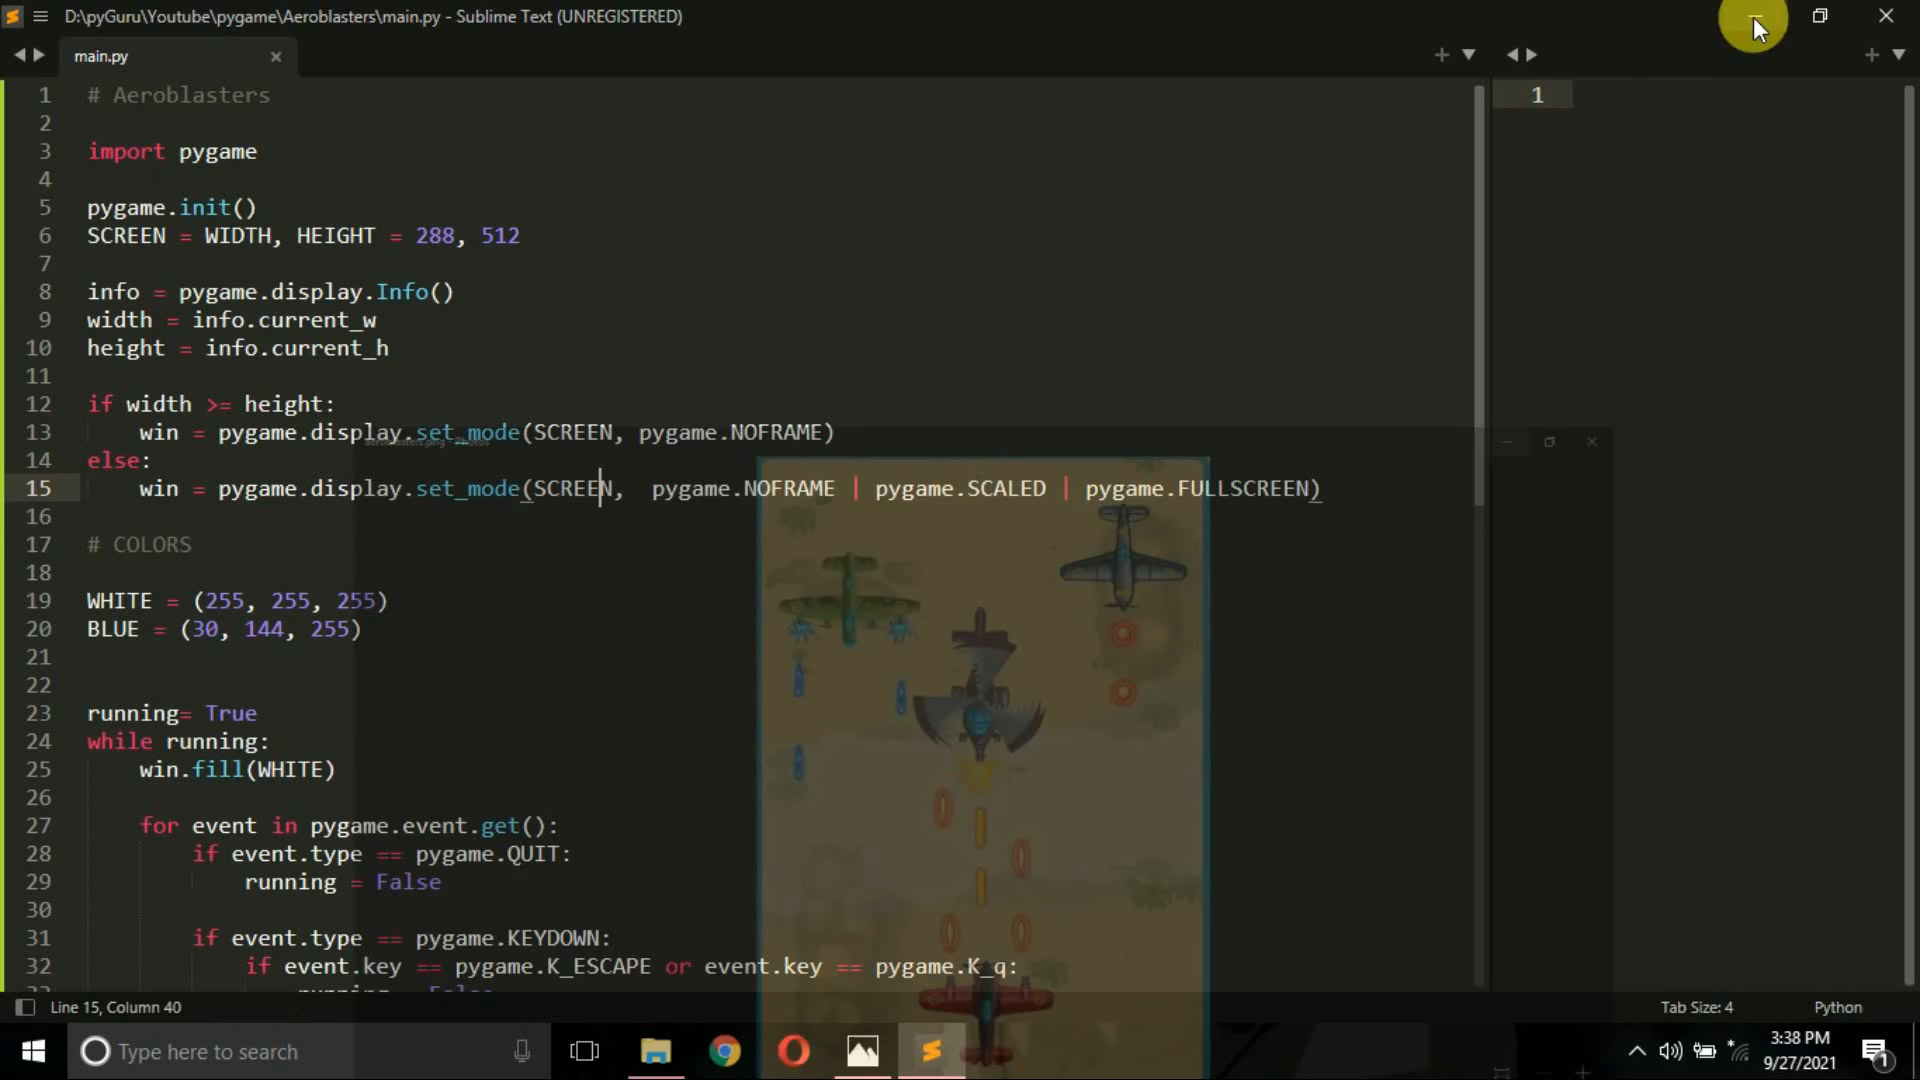 D:\pyGuru\Youtube\pygame\Aeroblasters\main.py - Sublime Text (UNREGISTERED)
main.py
1 # Aeroblasters
2
3 import pygame
4
5 pygame.init()
6 SCREEN = WIDTH, HEIGHT = 288, 512
7
8 info = pygame.display.Info()
9 width = info.current_w
10 height = info.current_h
11
12 if width >= height:
13 win = pygame.display.set_mode(SCREEN, pygame.NOFRAME)
aeroblasters.png - Photos
14 else:
15 win = pygame.display.set_mode(SCREEN, pygame.NOFRAME | pygame.SCALED | pygame.FULLSCREEN)
16
17 # COLORS
18
19 WHITE = (255, 255, 255)
20 BLUE = (30, 144, 255)
21
22
23 running= True
24 while running:
25 win.fill(WHITE)
26
27 for event in pygame.event.get():
28 if event.type == pygame.QUIT:
29 running = False
30
31 if event.type == pygame.KEYDOWN:
32 if event.key == pygame.K_ESCAPE or event.key == pygame.K_q:
1
Line 15, Column 40
Tab Size: 4
Python
Type here to search
3:38 PM
9/27/2021
1